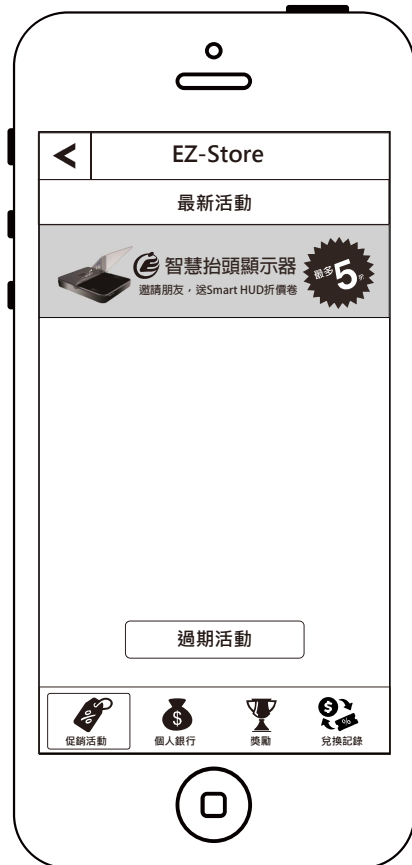 <
EZ-Store
最新活動
智慧抬頭顯示器
邀請朋友，送Smart HUD折價卷
最多5折
過期活動
$
%
促銷活動
個人銀行
獎勵
兌換記錄